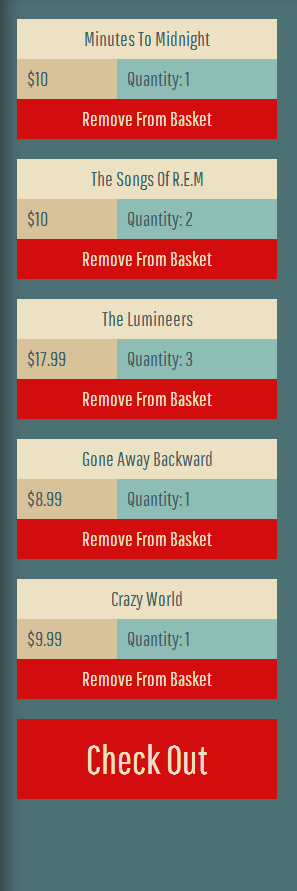 Minutes To Midnight
$10 Quantity: 1
Remove From Basket
The Songs Of R.E.M
$10 Quantity: 2
Remove From Basket
The Lumineers
$17.99 Quantity: 3
Remove From Basket
Gone Away Backward
$8.99 Quantity: 1
Remove From Basket
Crazy World
$9.99 Quantity: 1
Remove From Basket
Check Out